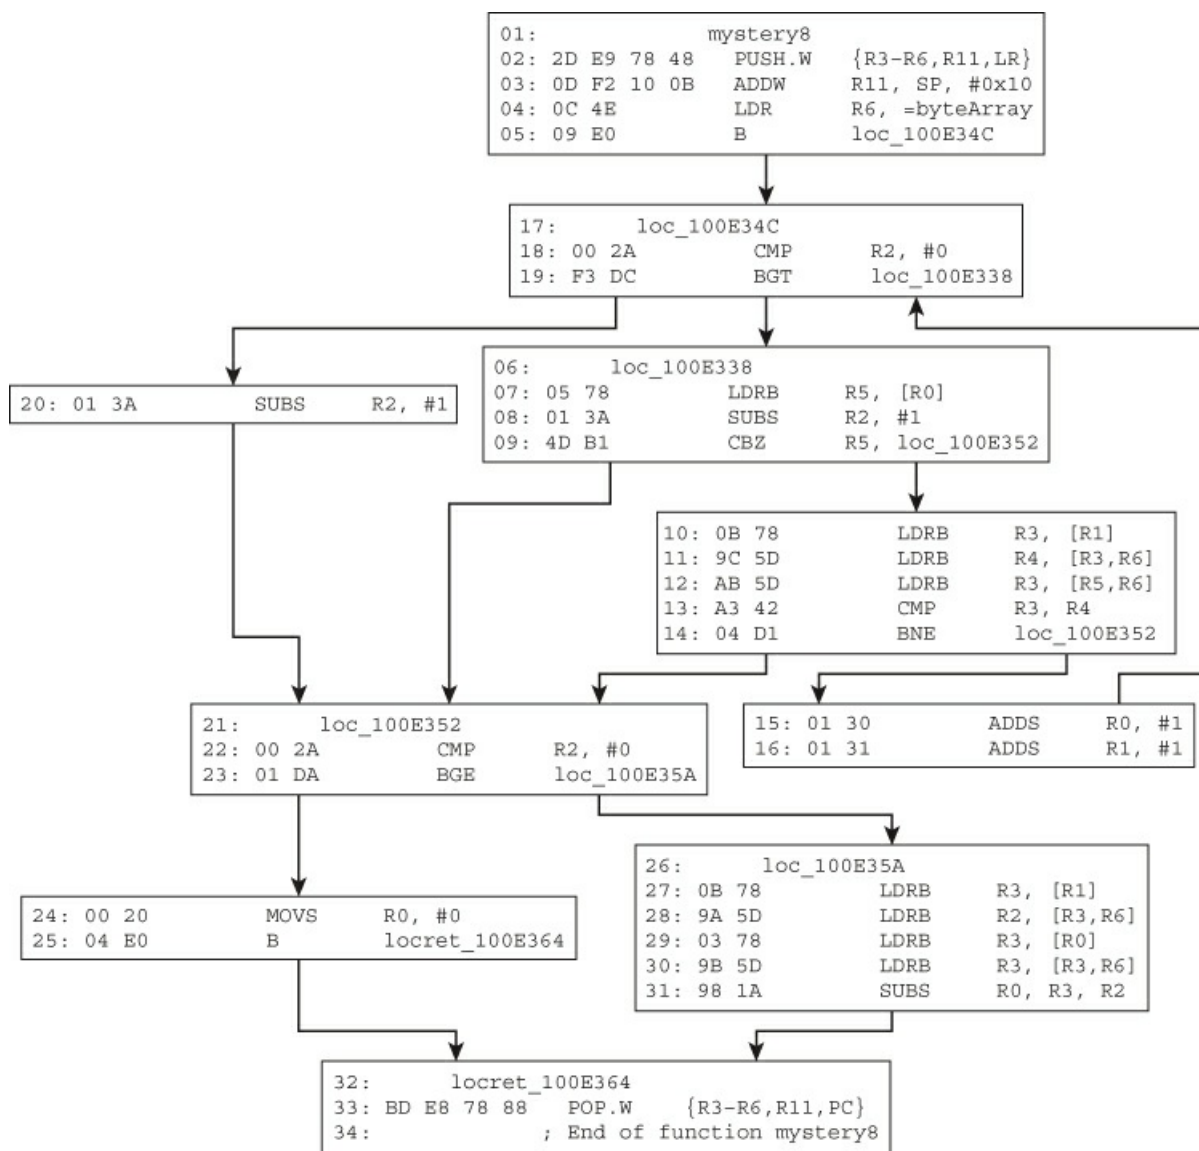 01: mystery8
02: 2D E9 78 48 PUSH.W {R3-R6,R11,LR}
03: 0D F2 10 0B ADDW R11, SP, #0x10
04: 0C 4E LDR R6, =byteArray
05: 09 E0 B loc_100E34C
17: loc_100E34C
18: 00 2A CMP R2, #0
19: F3 DC BGT loc_100E338
20: 01 3A SUBS R2, #1
06: loc_100E338
07: 05 78 LDRB R5, [R0]
08: 01 3A SUBS R2, #1
09: 4D B1 CBZ R5, loc_100E352
10: 0B 78 LDRB R3, [R1]
11: 9C 5D LDRB R4, [R3,R6]
12: AB 5D LDRB R3, [R5,R6]
13: A3 42 CMP R3, R4
14: 04 D1 BNE loc_100E352
15: 01 30 ADDS R0, #1
16: 01 31 ADDS R1, #1
21: loc_100E352
22: 00 2A CMP R2, #0
23: 01 DA BGE loc_100E35A
24: 00 20 MOVS R0, #0
25: 04 E0 B locret_100E364
26: loc_100E35A
27: 0B 78 LDRB R3, [R1]
28: 9A 5D LDRB R2, [R3,R6]
29: 03 78 LDRB R3, [R0]
30: 9B 5D LDRB R3, [R3,R6]
31: 98 1A SUBS R0, R3, R2
32: locret_100E364
33: BD E8 78 88 POP.W {R3-R6,R11,PC}
34: ; End of function mystery8